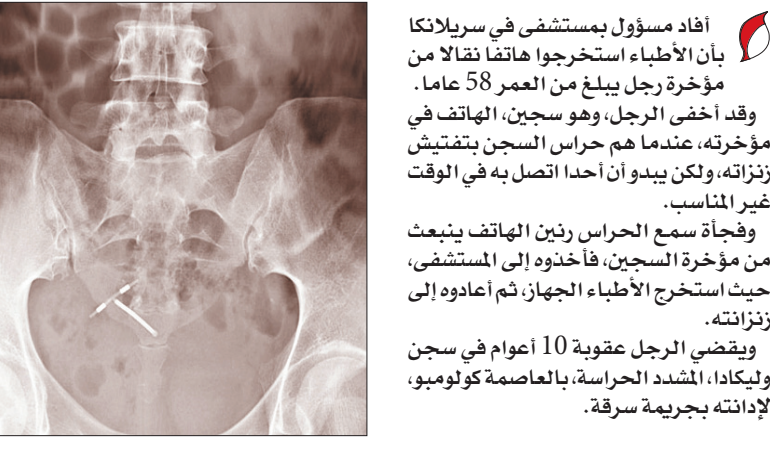 أفاد مسؤول بمستشفى في سريلانكا
بأن الأطباء استخرجوا هاتفا نقالا من
مؤخرة رجل يبلغ من العمر 58 عاما.
وقد أخفى الرجل، وهو سجين، الهاتف في
مؤخرته، عندما هم حراس السجن بتفتيش
زنزاته، ولكن يبدو أن أحدا اتصل به في الوقت
غير المناسب.
وفجأة سمع الحراس رنين الهاتف ينبعث
من مؤخرة السجين، فأخذوه إلى المستشفى،
حيث استخرج الأطباء الجهاز، ثم أعادوه إلى
زنزانته.
ويقضي الرجل عقوبة 10 أعوام في سجن
وليكادا، المشدد الحراسة، بالعاصمة كولومبو،
لإدانته بجريمة سرقة.